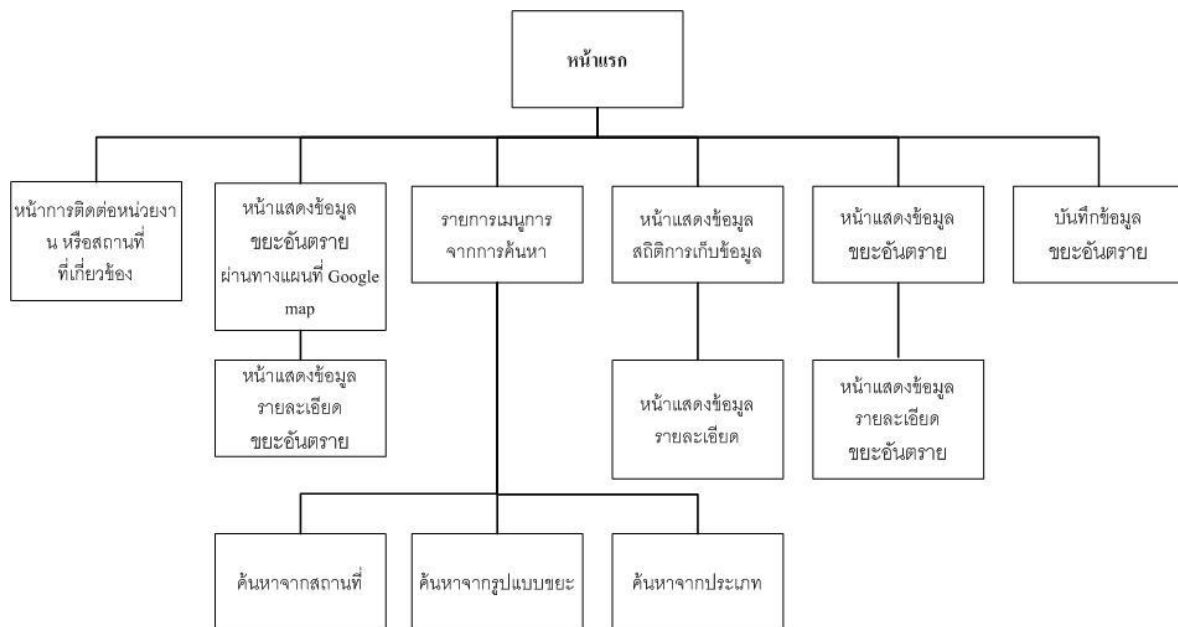 หน้าแรก
หน้าการติดต่อหน่วยงา
น หรือสถานที่
ที่เกี่ยวข้อง
หน้าแสดงข้อมูล
ขยะอันตราย
ผ่านทางแผนที่ Google
map
รายการเมนูการ
จากการค้นหา
หน้าแสดงข้อมูล
สถิติการเก็บข้อมูล
หน้าแสดงข้อมูล
ขยะอันตราย
บันทึกข้อมูล
ขยะอันตราย
หน้าแสดงข้อมูล
รายละเอียด
ขยะอันตราย
หน้าแสดงข้อมูล
รายละเอียด
หน้าแสดงข้อมูล
รายละเอียด
ขยะอันตราย
ค้นหาจากสถานที่
ค้นหาจากรูปแบบขยะ
ค้นหาจากประเภท